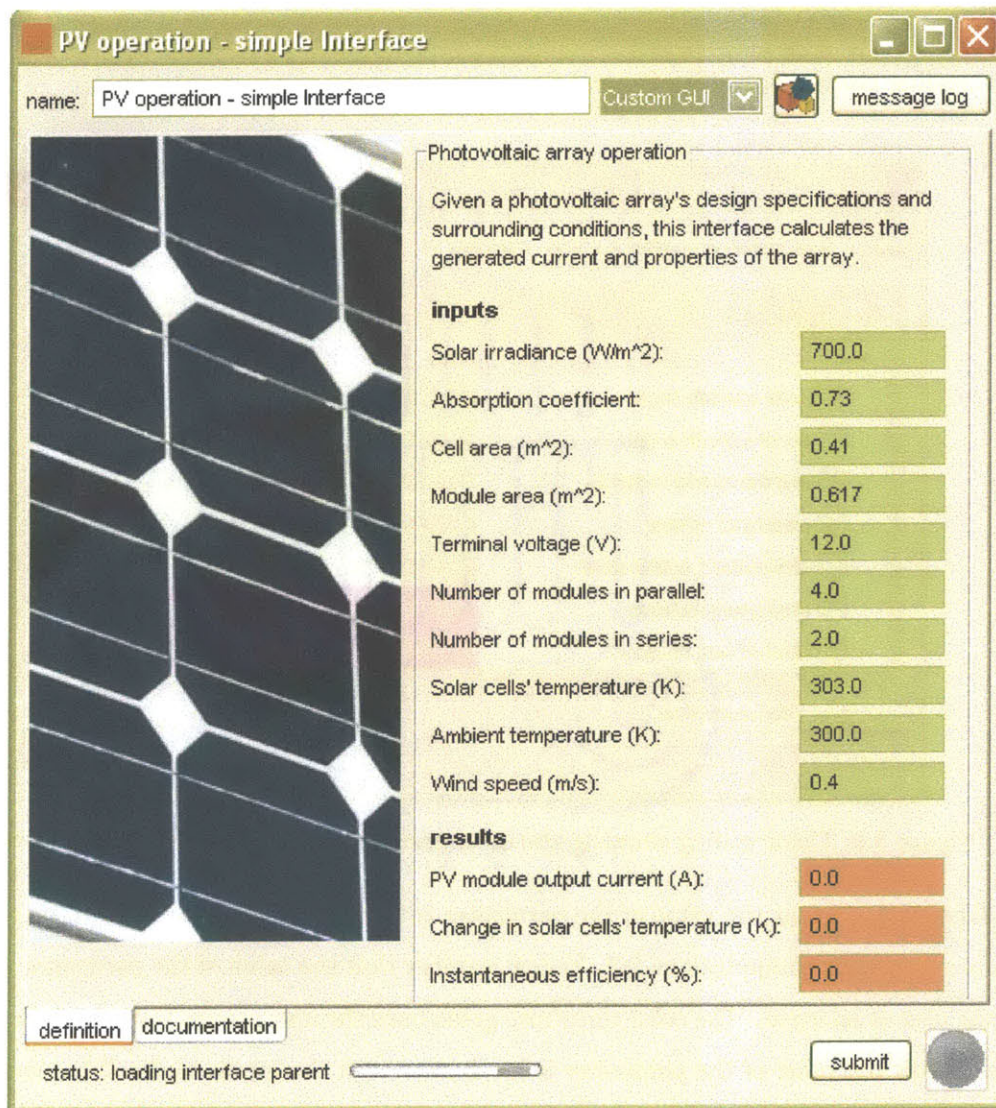 PV operation - simple Interface
name: PV operation - simple Interface Custom GUI message log
Photovoltaic array operation
Given a photovoltaic array's design specifications and
surrounding conditions, this interface calculates the
generated current and properties of the array.
inputs
Solar irradiance (W/m^2): 700.0
Absorption coefficient: 0.73
Cell area (m^2): 0.41
Module area (m^2): 0.617
Terminal voltage (V): 12.0
Number of modules in parallel: 4.0
Number of modules in series: 2.0
Solar cells' temperature (K): 303.0
Ambient temperature (K): 300.0
Wind speed (m/s): 0.4
results
PV module output current (A): 0.0
Change in solar cells' temperature (K): 0.0
Instantaneous efficiency (%): 0.0
definition documentation
status: loading interface parent submit